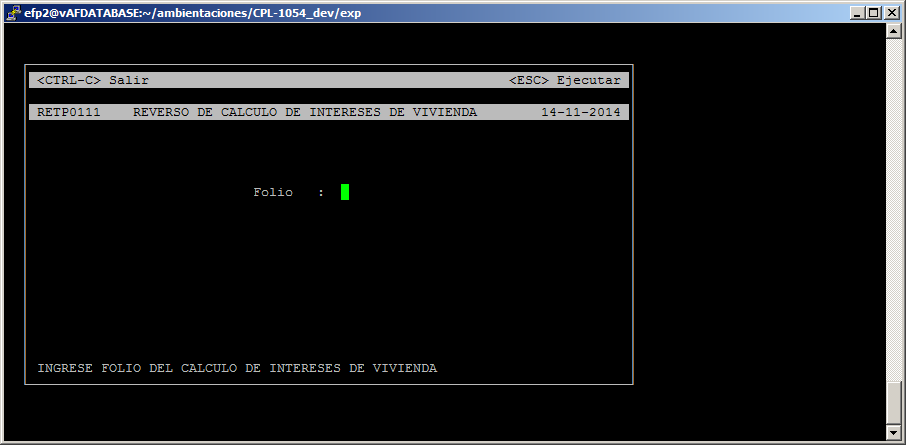 efp2@vAFDATABASE:~/ambientaciones/CPL-1054_dev/exp
<CTRL-C> Salir <ESC> Ejecutar
RETP0111 REVERSO DE CALCULO DE INTERESES DE VIVIENDA 14-11-2014
Folio :
INGRESE FOLIO DEL CALCULO DE INTERESES DE VIVIENDA